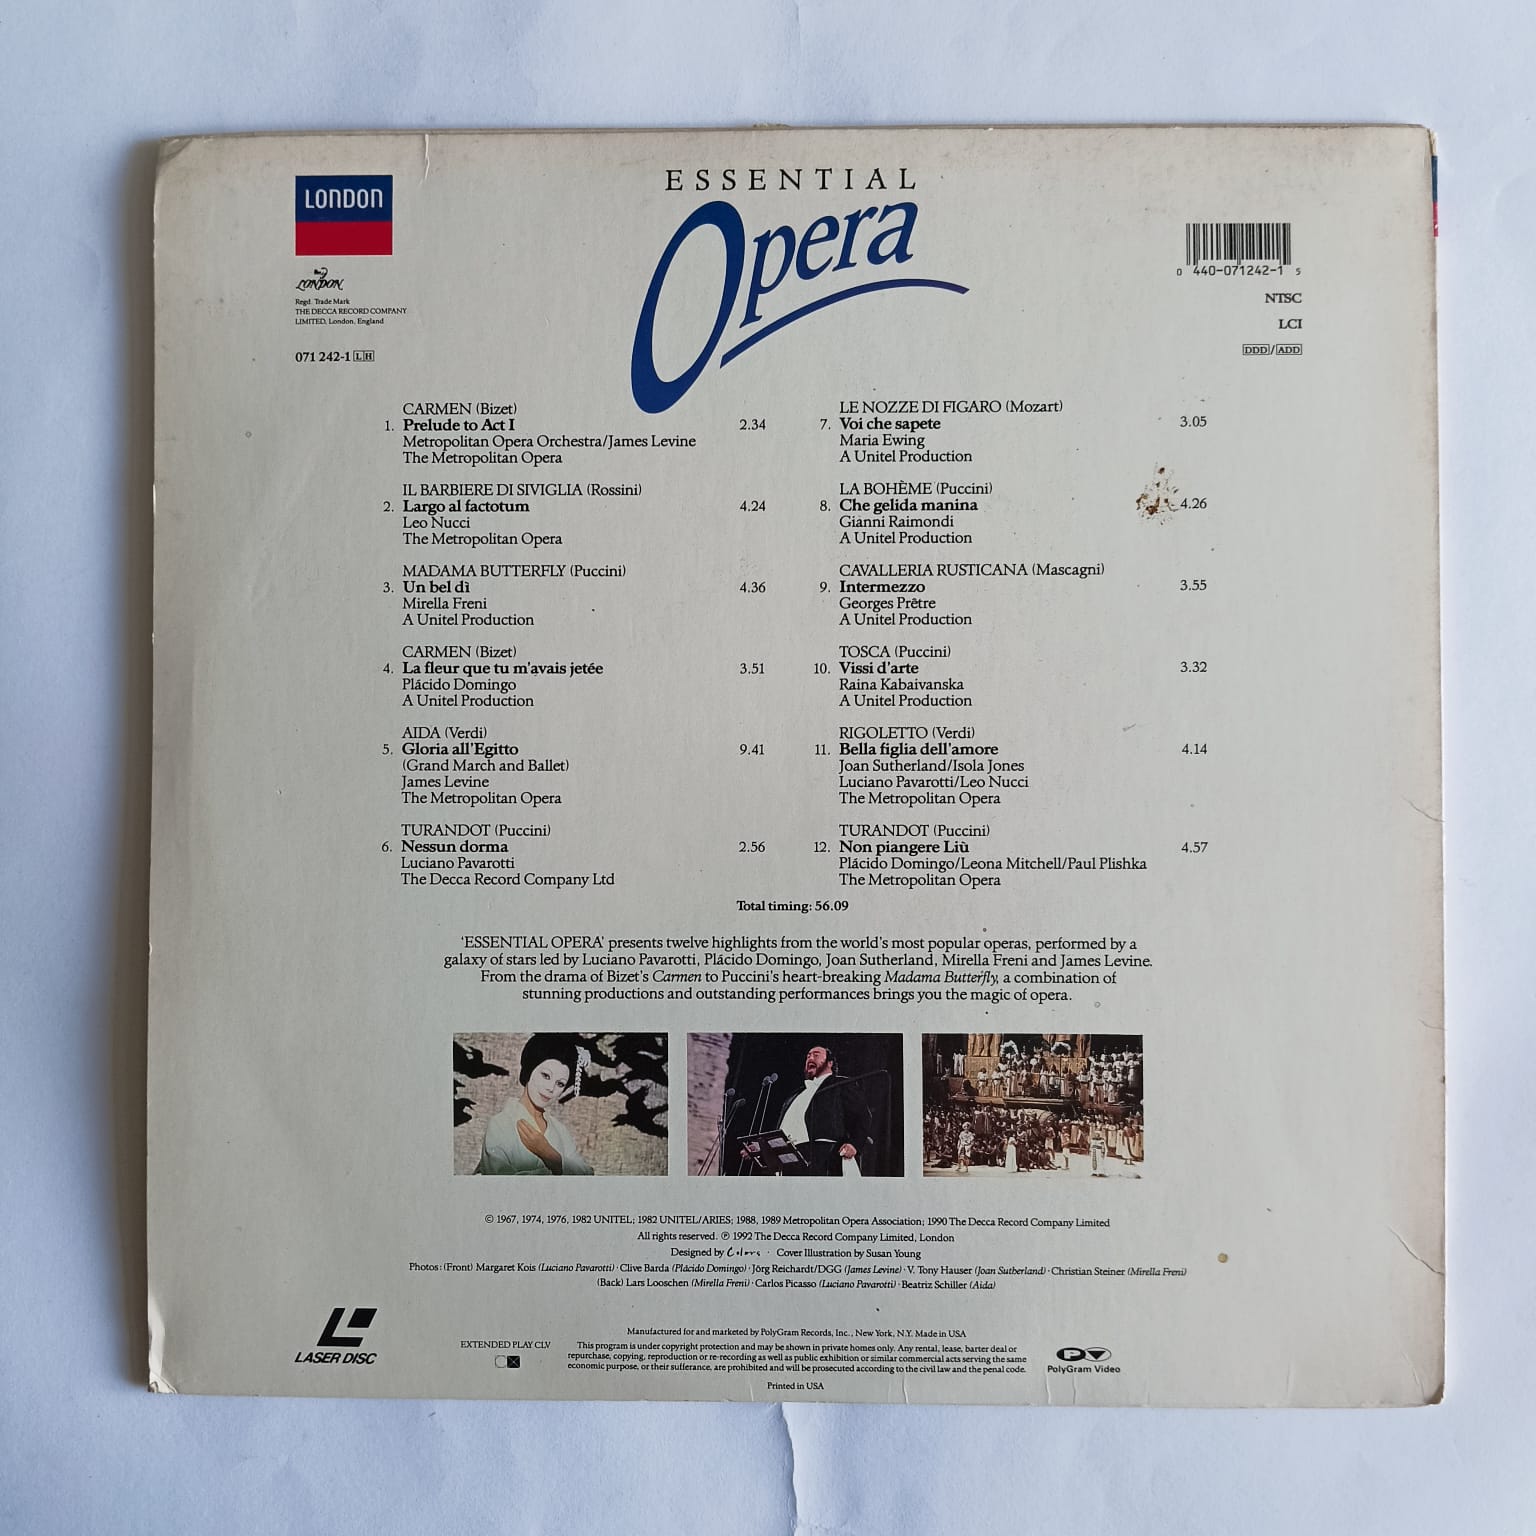 LONDON
LONDON
Regd. Trade Mark
THE DECCA RECORD COMPANY
LIMITED, London, England
071 242-1 LH
ESSENTIAL
Opera
0 440-071242-1 5
NTSC
LCI
DDD/ADD
CARMEN (Bizet)
1. Prelude to Act I 2.34
Metropolitan Opera Orchestra/James Levine
The Metropolitan Opera
IL BARBIERE DI SIVIGLIA (Rossini)
2. Largo al factotum 4.24
Leo Nucci
The Metropolitan Opera
MADAMA BUTTERFLY (Puccini)
3. Un bel dì 4.36
Mirella Freni
A Unitel Production
CARMEN (Bizet)
4. La fleur que tu m'avais jetée 3.51
Plácido Domingo
A Unitel Production
AIDA (Verdi)
5. Gloria all'Egitto 9.41
(Grand March and Ballet)
James Levine
The Metropolitan Opera
TURANDOT (Puccini)
6. Nessun dorma 2.56
Luciano Pavarotti
The Decca Record Company Ltd
LE NOZZE DI FIGARO (Mozart)
7. Voi che sapete 3.05
Maria Ewing
A Unitel Production
LA BOHÈME (Puccini)
8. Che gelida manina 4.26
Gianni Raimondi
A Unitel Production
CAVALLERIA RUSTICANA (Mascagni)
9. Intermezzo 3.55
Georges Prêtre
A Unitel Production
TOSCA (Puccini)
10. Vissi d'arte 3.32
Raina Kabaivanska
A Unitel Production
RIGOLETTO (Verdi)
11. Bella figlia dell'amore 4.14
Joan Sutherland/Isola Jones
Luciano Pavarotti/Leo Nucci
The Metropolitan Opera
TURANDOT (Puccini)
12. Non piangere Liù 4.57
Plácido Domingo/Leona Mitchell/Paul Plishka
The Metropolitan Opera
Total timing: 56.09
'ESSENTIAL OPERA' presents twelve highlights from the world's most popular operas, performed by a
galaxy of stars led by Luciano Pavarotti, Plácido Domingo, Joan Sutherland, Mirella Freni and James Levine.
From the drama of Bizet's Carmen to Puccini's heart-breaking Madama Butterfly, a combination of
stunning productions and outstanding performances brings you the magic of opera.
© 1967, 1974, 1976, 1982 UNITEL; 1982 UNITEL/ARIES; 1988, 1989 Metropolitan Opera Association; 1990 The Decca Record Company Limited
All rights reserved. ℗ 1992 The Decca Record Company Limited, London
Designed by Colors · Cover Illustration by Susan Young
Photos: (Front) Margaret Kois (Luciano Pavarotti) · Clive Barda (Plácido Domingo) · Jörg Reichardt/DGG (James Levine) · V. Tony Hauser (Joan Sutherland) · Christian Steiner (Mirella Freni)
(Back) Lars Looschen (Mirella Freni) · Carlos Picasso (Luciano Pavarotti) · Beatriz Schiller (Aida)
LASER DISC
EXTENDED PLAY CLV
Manufactured for and marketed by PolyGram Records, Inc., New York, N.Y. Made in USA
This program is under copyright protection and may be shown in private homes only. Any rental, lease, barter deal or
repurchase, copying, reproduction or re-recording as well as public exhibition or similar commercial acts serving the same
economic purpose, or their sufferance, are prohibited and will be prosecuted according to the civil law and the penal code.
Printed in USA
PolyGram Video